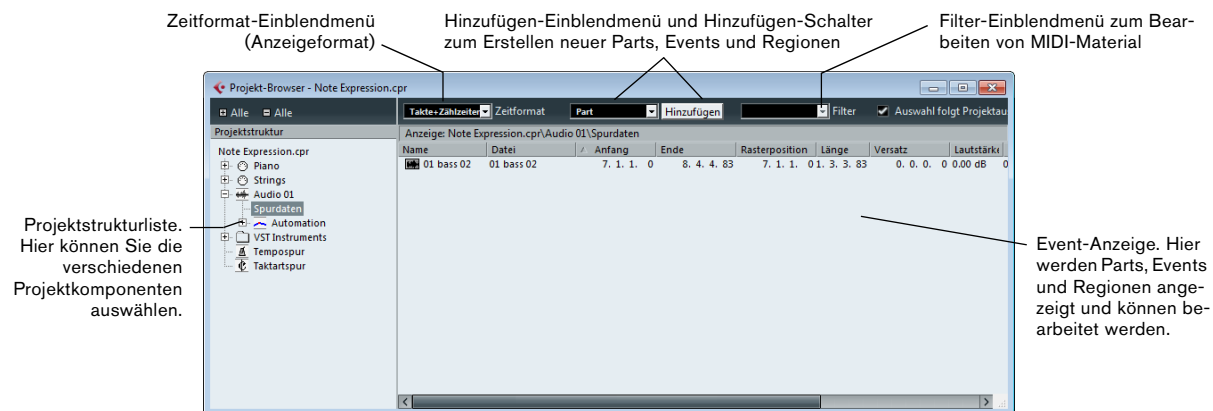 Zeitformat-Einblendmenü
(Anzeigeformat)
Hinzufügen-Einblendmenü und Hinzufügen-Schalter
zum Erstellen neuer Parts, Events und Regionen
Filter-Einblendmenü zum Bear-
beiten von MIDI-Material
Projekt-Browser - Note Expression.cpr
Alle Alle
Takte+Zählzeiten Zeitformat Part Hinzufügen Filter Auswahl folgt Projektau
Projektstruktur
Anzeige: Note Expression.cpr\Audio 01\Spurdaten
Name Datei Anfang Ende Rasterposition Länge Versatz Lautstärke
01 bass 02 01 bass 02 7. 1. 1. 0 8. 4. 4. 83 7. 1. 1. 0 1. 3. 3. 83 0. 0. 0. 0 0.00 dB 0
Note Expression.cpr
Piano
Strings
Audio 01
Spurdaten
Automation
VST Instruments
Tempospur
Taktartspur
Projektstrukturliste.
Hier können Sie die
verschiedenen
Projektkomponenten
auswählen.
Event-Anzeige. Hier
werden Parts, Events
und Regionen ange-
zeigt und können be-
arbeitet werden.